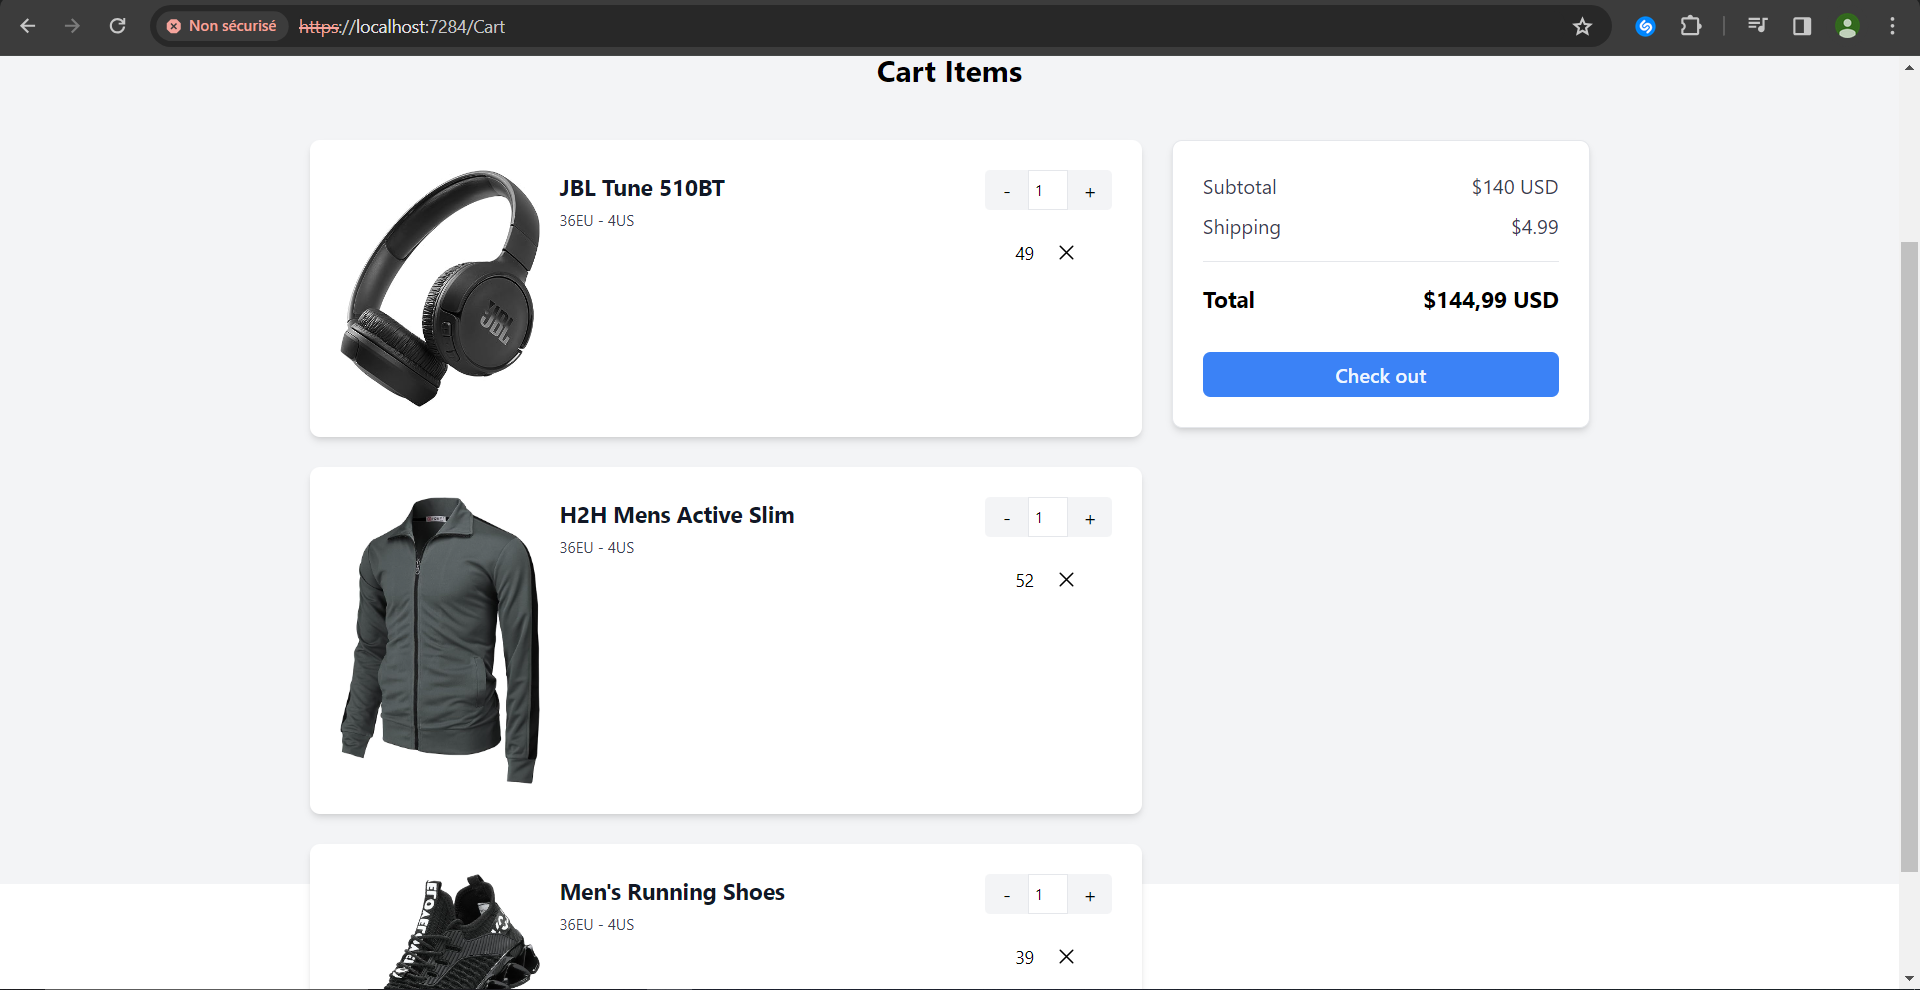 Non sécurisé https://localhost:7284/Cart
Cart Items
JBL Tune 510BT
36EU - 4US
- 1 +
49
JBL
Subtotal $140 USD
Shipping $4.99
Total $144,99 USD
Check out
H2H Mens Active Slim
36EU - 4US
- 1 +
52
Men's Running Shoes
36EU - 4US
- 1 +
39